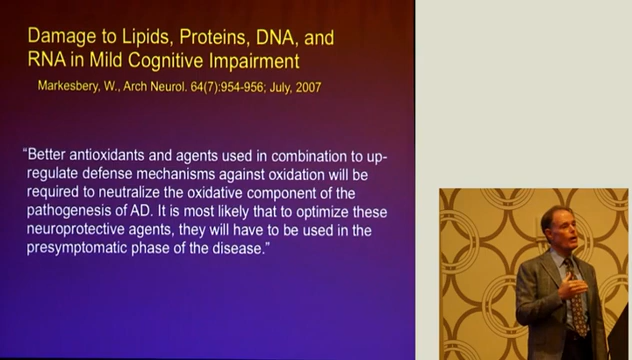 Damage to Lipids, Proteins, DNA, and
RNA in Mild Cognitive Impairment
Markesbery, W., Arch Neurol. 64(7):954-956; July, 2007
“Better antioxidants and agents used in combination to up-
regulate defense mechanisms against oxidation will be
required to neutralize the oxidative component of the
pathogenesis of AD. It is most likely that to optimize these
neuroprotective agents, they will have to be used in the
presymptomatic phase of the disease.”